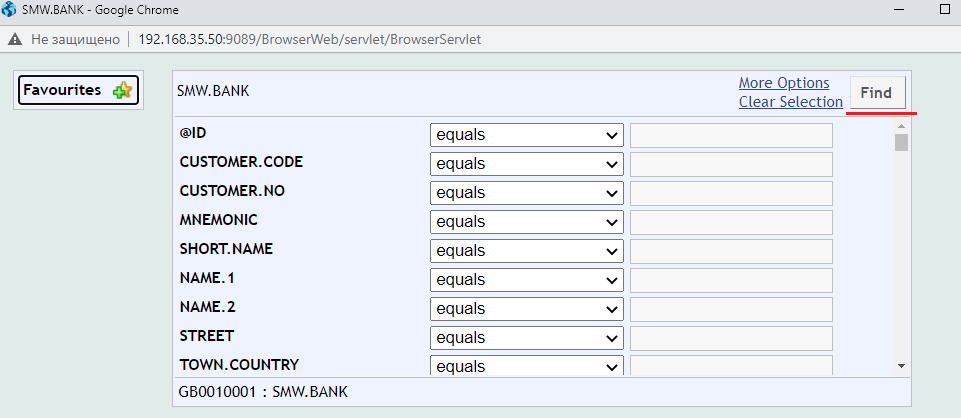 SMW.BANK - Google Chrome
Не защищено 192.168.35.50:9089/BrowserWeb/servlet/BrowserServlet
Favourites
SMW.BANK
More Options
Clear Selection
Find
@ID equals
CUSTOMER.CODE equals
CUSTOMER.NO equals
MNEMONIC equals
SHORT.NAME equals
NAME.1 equals
NAME.2 equals
STREET equals
TOWN.COUNTRY equals
GB0010001 : SMW.BANK